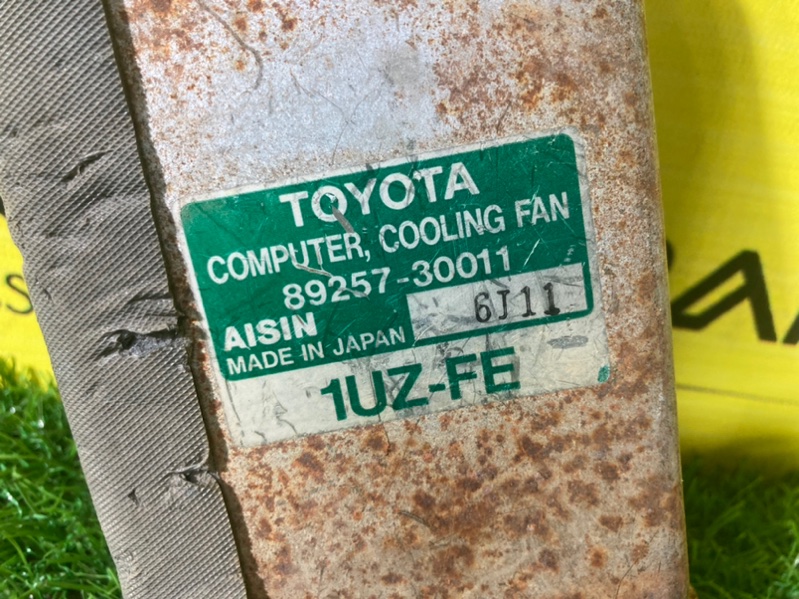 TOYOTA
COMPUTER, COOLING FAN
89257-30011
AISIN
6J11
MADE IN JAPAN
1UZ-FE